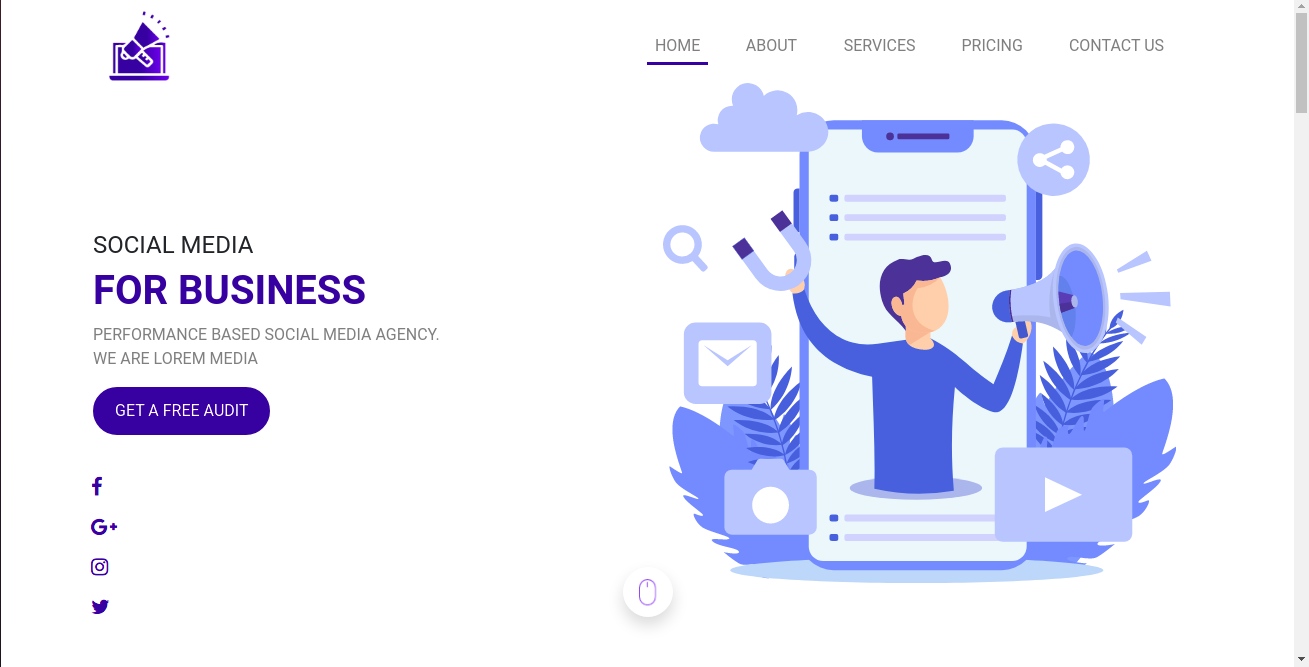 HOME
ABOUT
SERVICES
PRICING
CONTACT US
SOCIAL MEDIA
FOR BUSINESS
PERFORMANCE BASED SOCIAL MEDIA AGENCY.
WE ARE LOREM MEDIA
GET A FREE AUDIT